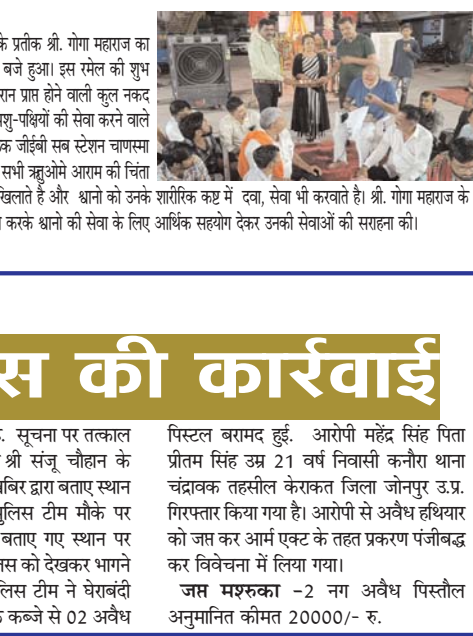 के प्रतीक श्री. गोगा महाराज का
बजे हुआ। इस रमेल की शुभ
रान प्राप्त होने वाली कुल नकद
शु-पक्षियों की सेवा करने वाले
क जीईबी सब स्टेशन चाणस्मा
सभी ऋतुओमे आराम की चिंता
खिलाते है और श्वानो को उनके शारीरिक कष्ट में दवा, सेवा भी करवाते है। श्री. गोगा महाराज के
करके श्वानो की सेवा के लिए आर्थिक सहयोग देकर उनकी सेवाओं की सराहना की।
स की कार्रवाई
सूचना पर तत्काल
श्री संजू चौहान के
बिर द्वारा बताए स्थान
पुलिस टीम मौके पर
बताए गए स्थान पर
स को देखकर भागने
लिस टीम ने घेराबंदी
कब्जे से 02 अवैध
पिस्टल बरामद हुई. आरोपी महेंद्र सिंह पिता
प्रीतम सिंह उम्र 21 वर्ष निवासी कनौरा थाना
चंद्रावक तहसील केराकत जिला जोनपुर उ.प्र.
गिरफ्तार किया गया है। आरोपी से अवैध हथियार
को जप्त कर आर्म एक्ट के तहत प्रकरण पंजीबद्ध
कर विवेचना में लिया गया।
जप्त मश्रुका –2 नग अवैध पिस्तौल
अनुमानित कीमत 20000/- रु.